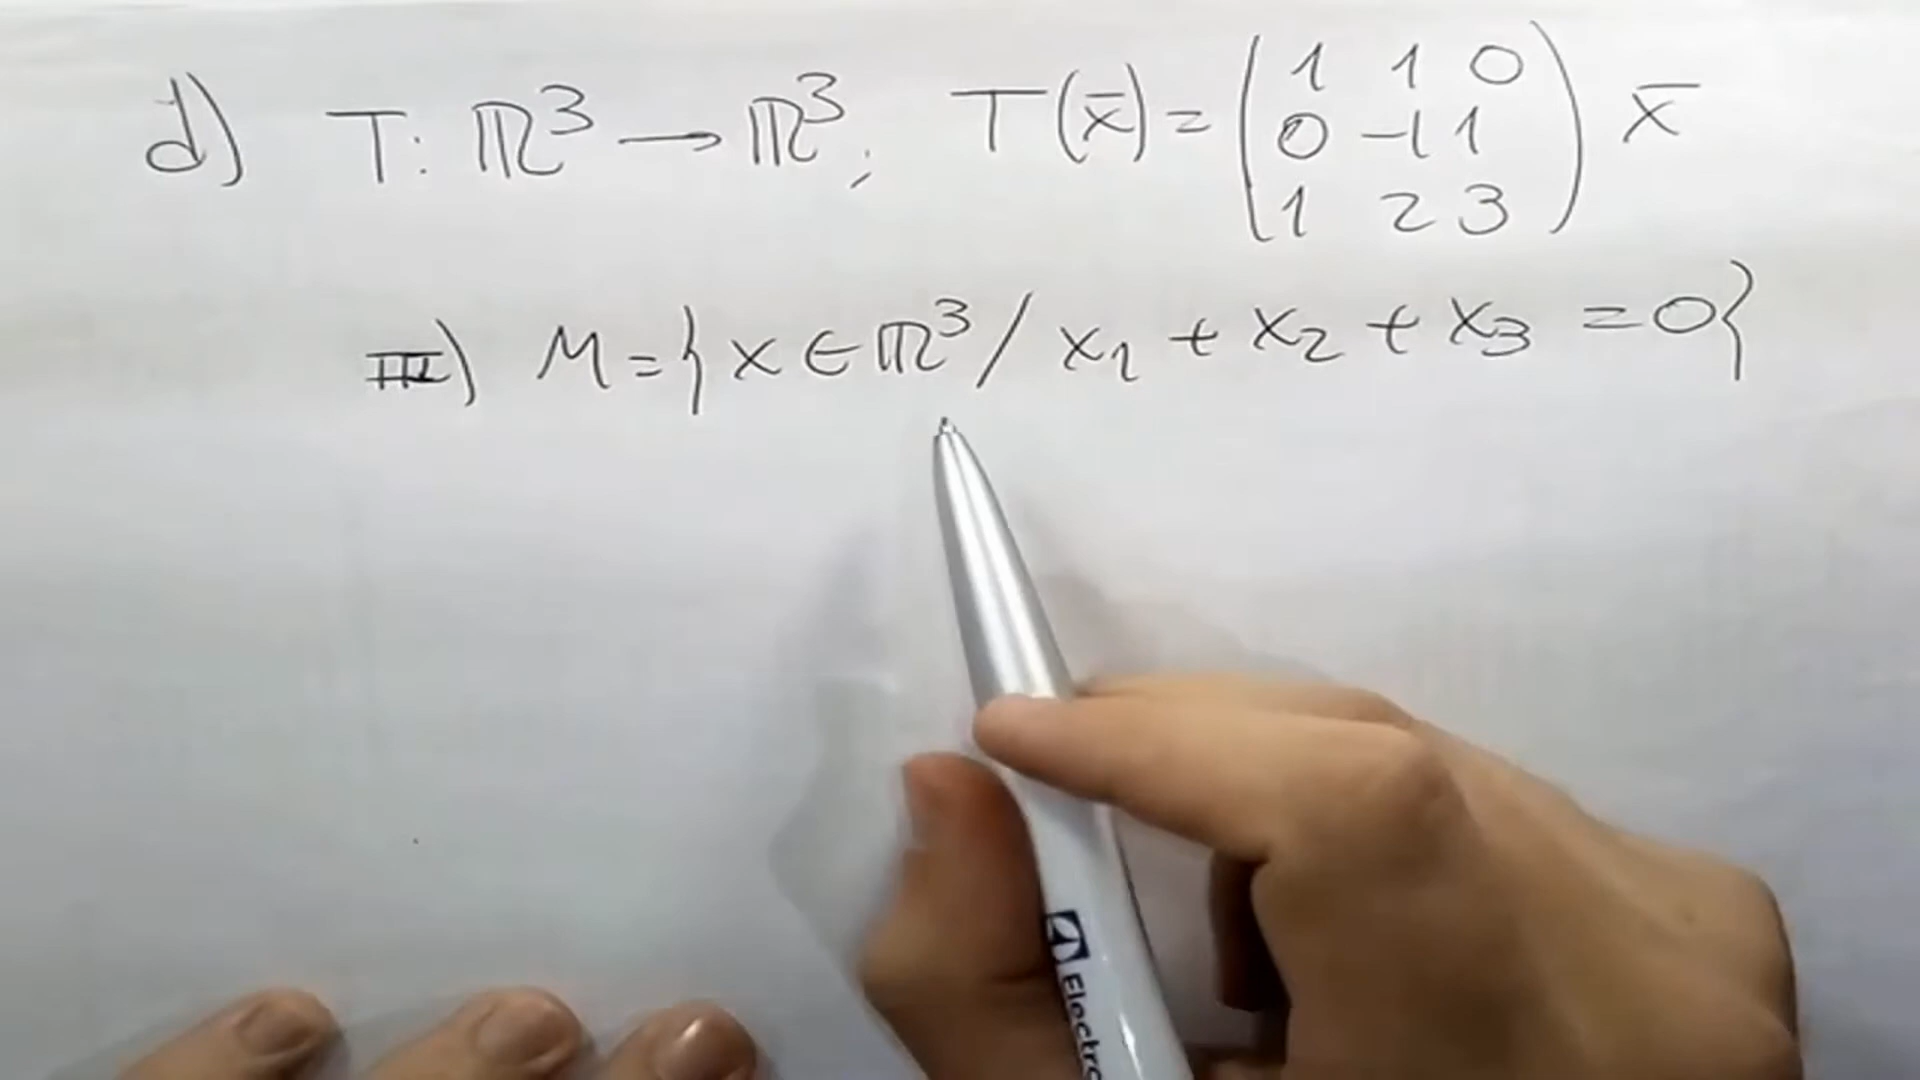 d) T: ℝ³ → ℝ³; T(x̄) = ( 1 1 0
0 -1 1
1 2 3 ) x̄
III) M = { x ∈ ℝ³ / x₁ + x₂ + x₃ = 0 }
Electro